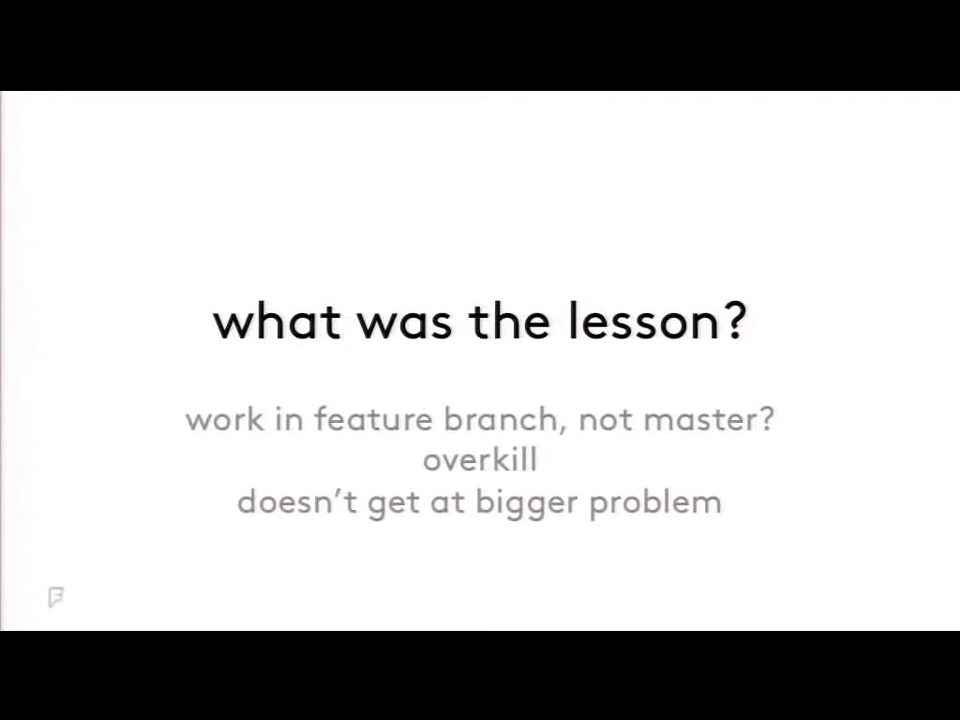 what was the lesson?
work in feature branch, not master?
overkill
doesn't get at bigger problem